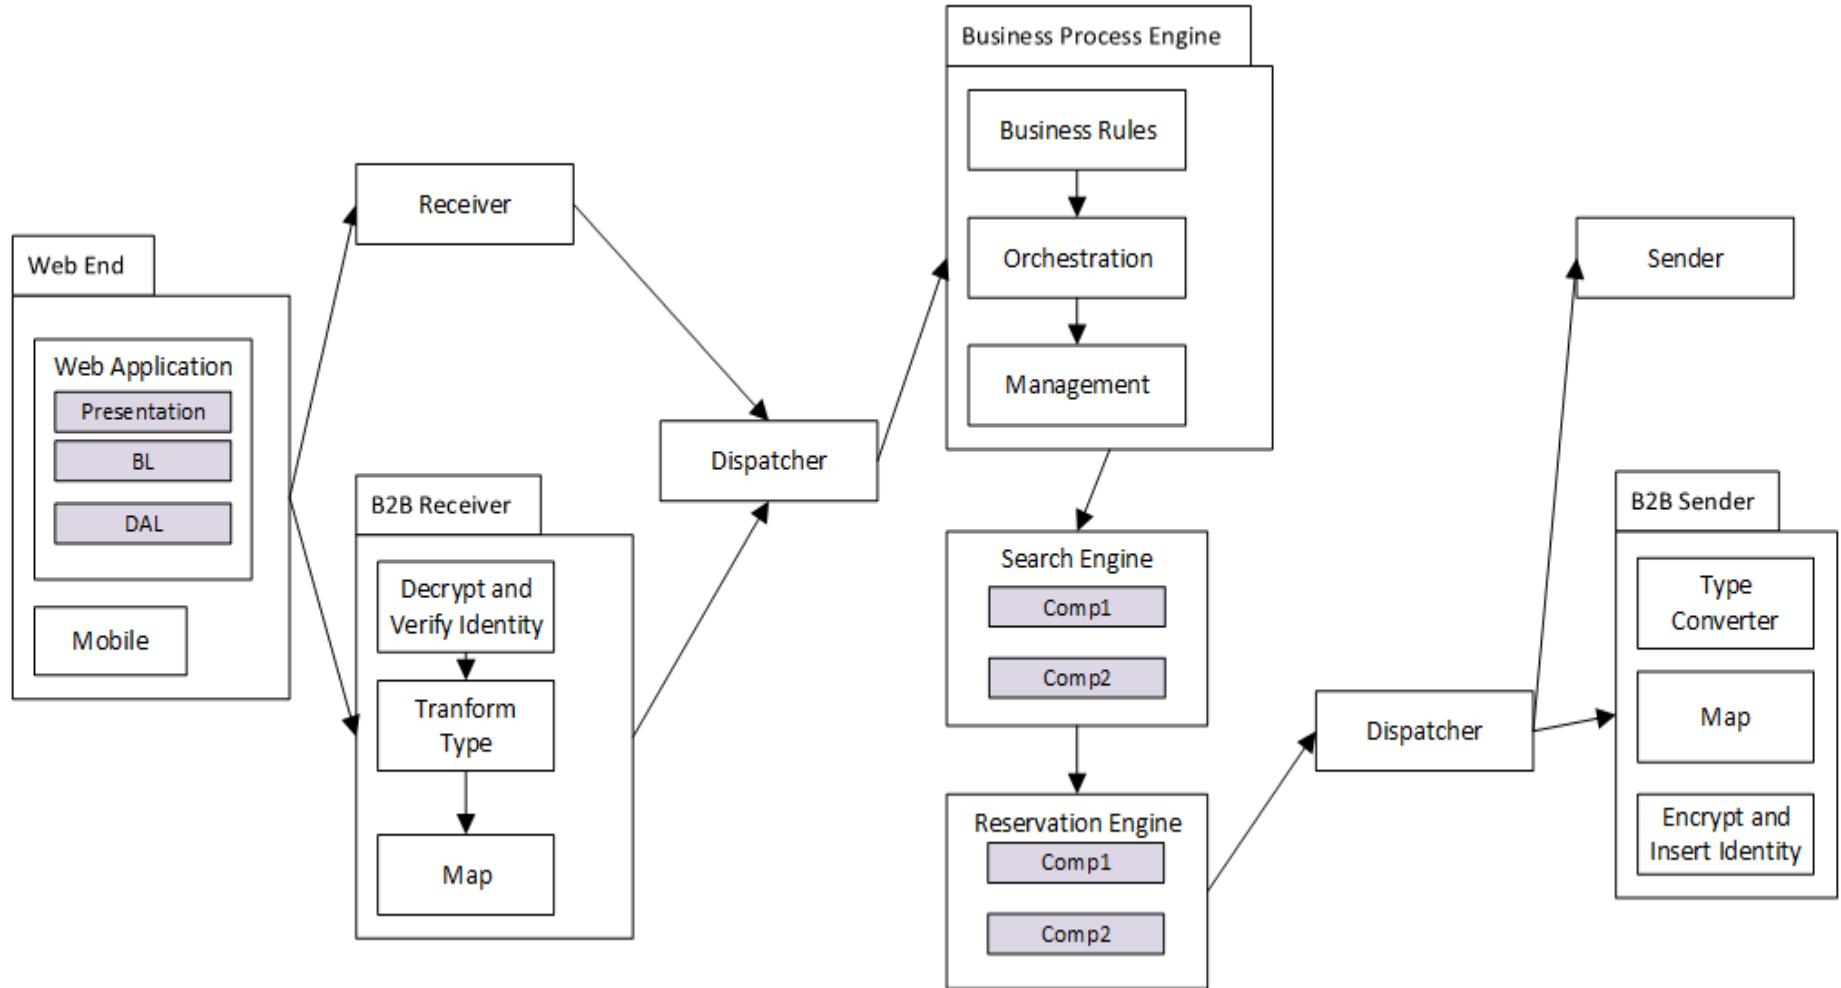 Web End
Web Application
Presentation
BL
DAL
Mobile
Receiver
B2B Receiver
Decrypt and
Verify Identity
Tranform
Type
Map
Dispatcher
Business Process Engine
Business Rules
Orchestration
Management
Search Engine
Comp1
Comp2
Reservation Engine
Comp1
Comp2
Dispatcher
Sender
B2B Sender
Type
Converter
Map
Encrypt and
Insert Identity